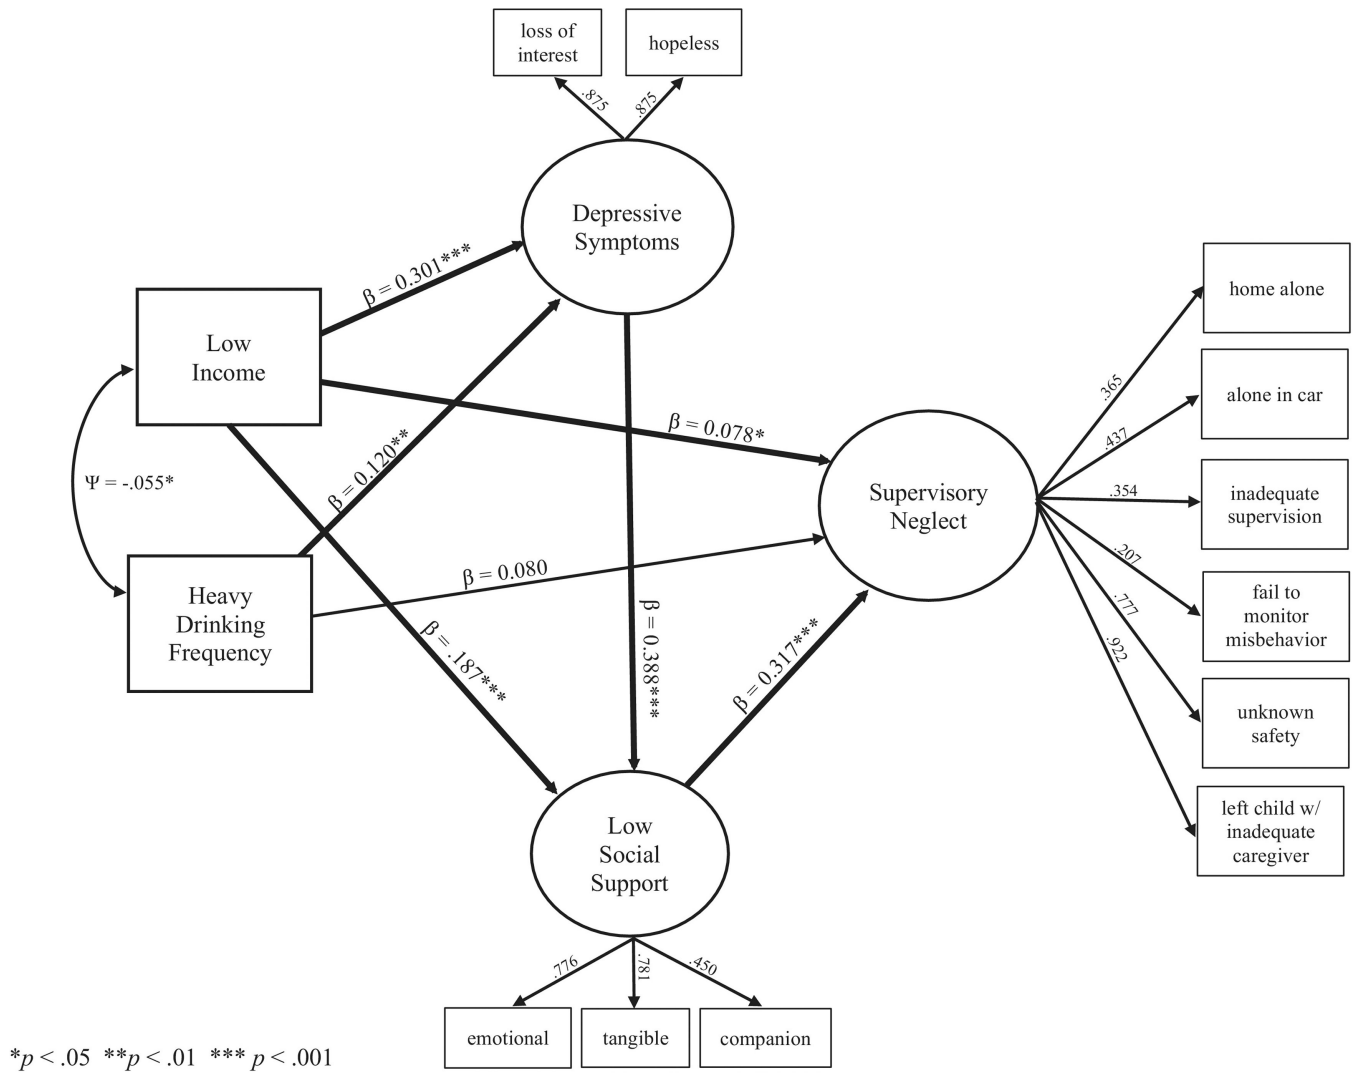 loss of
interest
hopeless
.875
.875
Depressive
Symptoms
β = 0.301***
Low
Income
β = 0.120**
β = 0.078*
Ψ = -.055*
Heavy
Drinking
Frequency
β = 0.080
β = .187***
β = 0.388***
β = 0.317***
Supervisory
Neglect
.365
.437
.354
.207
.777
.922
home alone
alone in car
inadequate
supervision
fail to
monitor
misbehavior
unknown
safety
left child w/
inadequate
caregiver
Low
Social
Support
.776
.781
.450
emotional
tangible
companion
*p < .05 **p < .01 *** p < .001